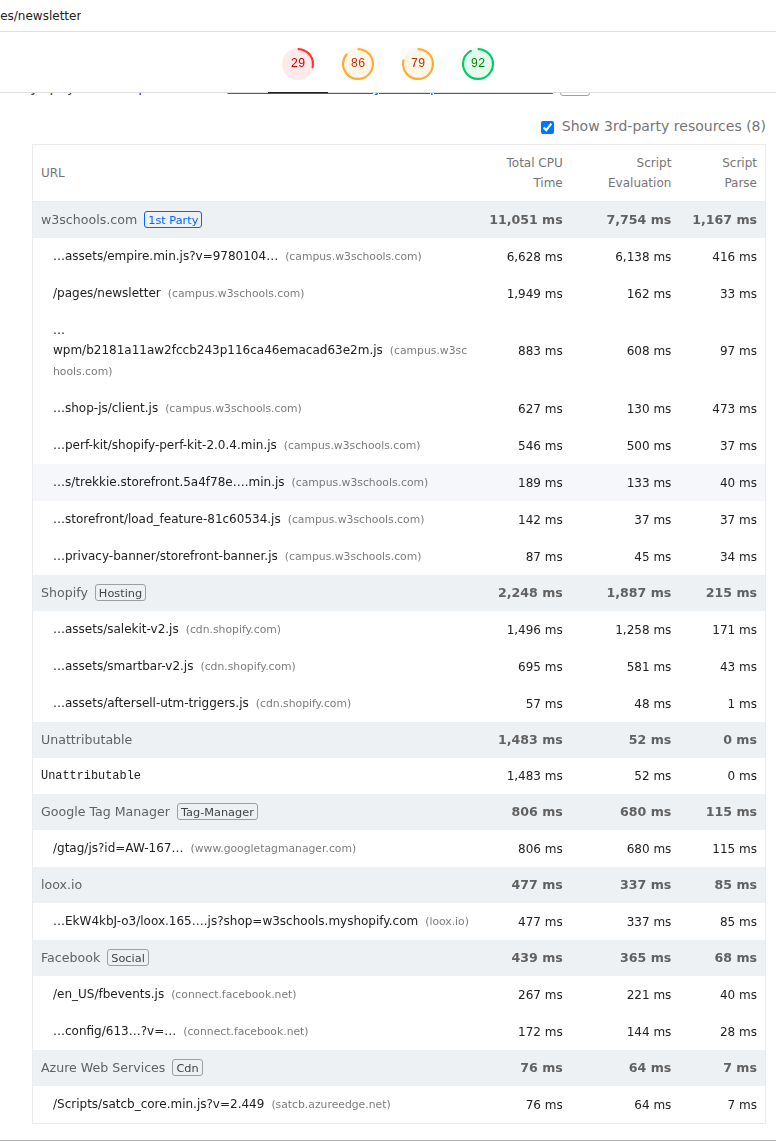 es/newsletter
29 86 79 92
Show 3rd-party resources (8)
URL Total CPU Time Script Evaluation Script Parse
w3schools.com 1st Party 11,051 ms 7,754 ms 1,167 ms
…assets/empire.min.js?v=9780104… (campus.w3schools.com) 6,628 ms 6,138 ms 416 ms
/pages/newsletter (campus.w3schools.com) 1,949 ms 162 ms 33 ms
…
wpm/b2181a11aw2fccb243p116ca46emacad63e2m.js (campus.w3sc 883 ms 608 ms 97 ms
hools.com)
…shop-js/client.js (campus.w3schools.com) 627 ms 130 ms 473 ms
…perf-kit/shopify-perf-kit-2.0.4.min.js (campus.w3schools.com) 546 ms 500 ms 37 ms
…s/trekkie.storefront.5a4f78e….min.js (campus.w3schools.com) 189 ms 133 ms 40 ms
…storefront/load_feature-81c60534.js (campus.w3schools.com) 142 ms 37 ms 37 ms
…privacy-banner/storefront-banner.js (campus.w3schools.com) 87 ms 45 ms 34 ms
Shopify Hosting 2,248 ms 1,887 ms 215 ms
…assets/salekit-v2.js (cdn.shopify.com) 1,496 ms 1,258 ms 171 ms
…assets/smartbar-v2.js (cdn.shopify.com) 695 ms 581 ms 43 ms
…assets/aftersell-utm-triggers.js (cdn.shopify.com) 57 ms 48 ms 1 ms
Unattributable 1,483 ms 52 ms 0 ms
Unattributable 1,483 ms 52 ms 0 ms
Google Tag Manager Tag-Manager 806 ms 680 ms 115 ms
/gtag/js?id=AW-167… (www.googletagmanager.com) 806 ms 680 ms 115 ms
loox.io 477 ms 337 ms 85 ms
…EkW4kbJ-o3/loox.165….js?shop=w3schools.myshopify.com (loox.io) 477 ms 337 ms 85 ms
Facebook Social 439 ms 365 ms 68 ms
/en_US/fbevents.js (connect.facebook.net) 267 ms 221 ms 40 ms
…config/613…?v=… (connect.facebook.net) 172 ms 144 ms 28 ms
Azure Web Services Cdn 76 ms 64 ms 7 ms
/Scripts/satcb_core.min.js?v=2.449 (satcb.azureedge.net) 76 ms 64 ms 7 ms